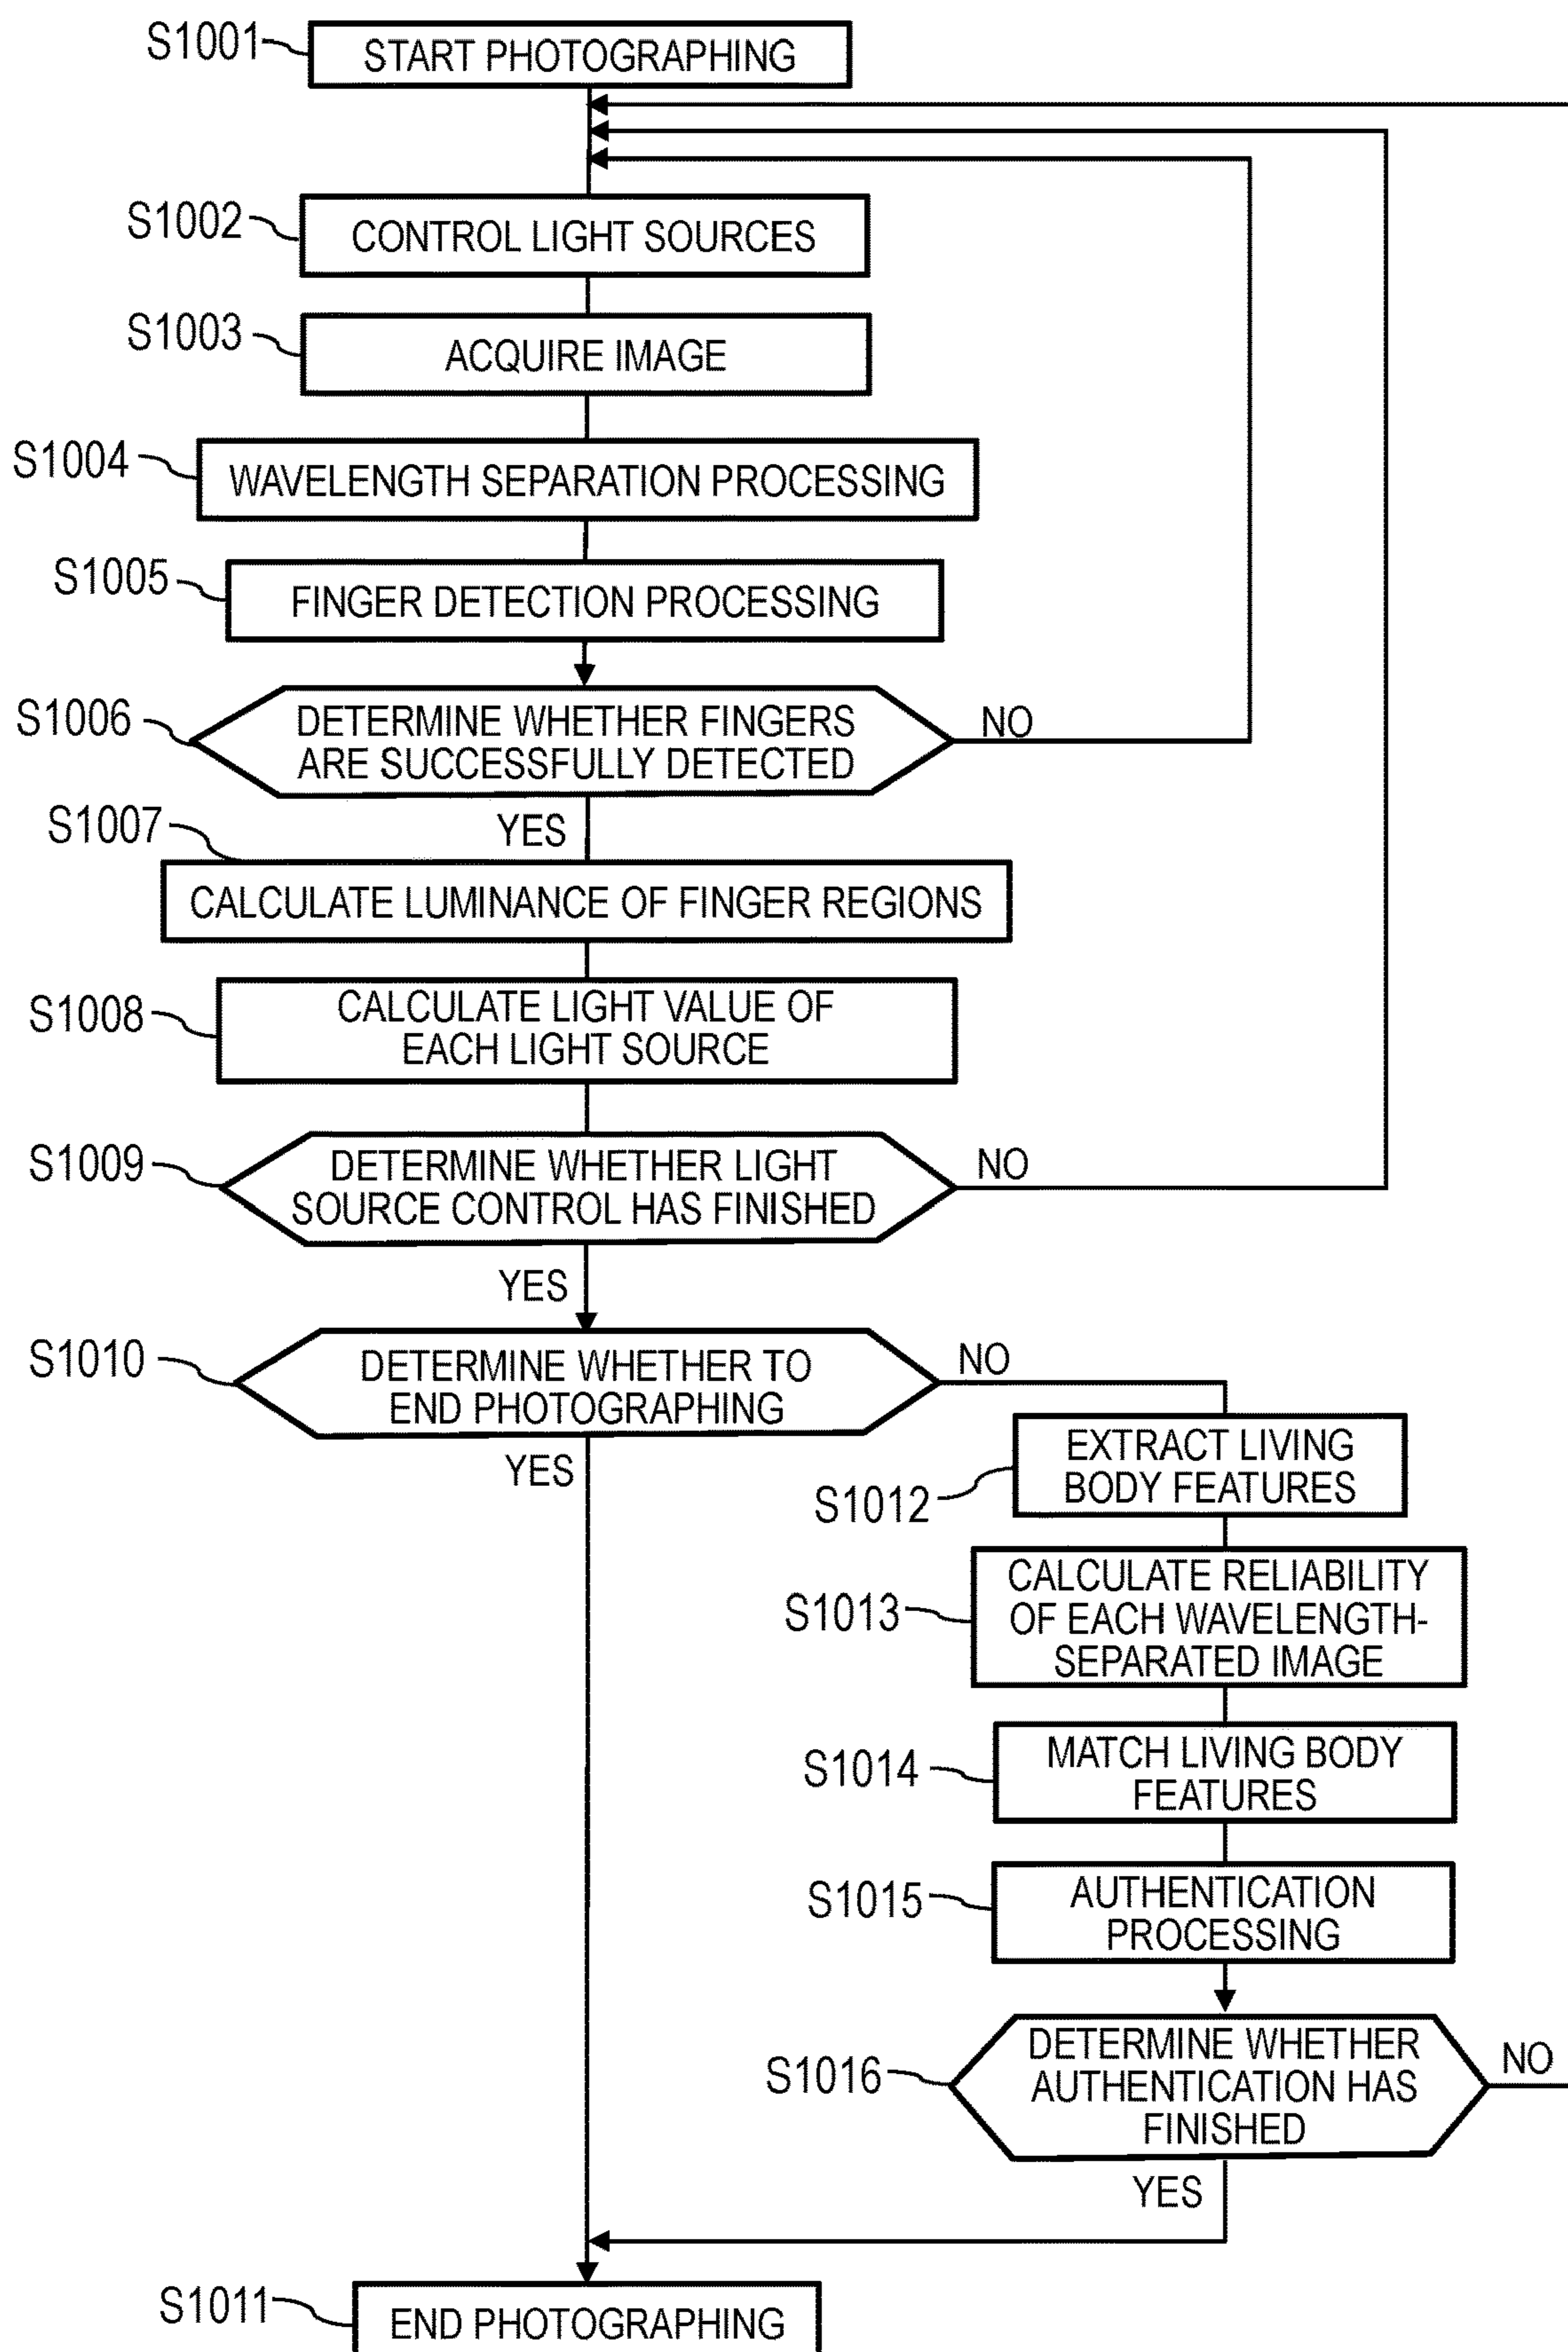 S1001
START PHOTOGRAPHING
S1002
CONTROL LIGHT SOURCES
S1003
ACQUIRE IMAGE
S1004
WAVELENGTH SEPARATION PROCESSING
S1005
FINGER DETECTION PROCESSING
S1006
DETERMINE WHETHER FINGERS
ARE SUCCESSFULLY DETECTED
NO
YES
S1007
CALCULATE LUMINANCE OF FINGER REGIONS
S1008
CALCULATE LIGHT VALUE OF
EACH LIGHT SOURCE
S1009
DETERMINE WHETHER LIGHT
SOURCE CONTROL HAS FINISHED
NO
YES
S1010
DETERMINE WHETHER TO
END PHOTOGRAPHING
NO
YES
S1012
EXTRACT LIVING
BODY FEATURES
S1013
CALCULATE RELIABILITY
OF EACH WAVELENGTH-
SEPARATED IMAGE
S1014
MATCH LIVING BODY
FEATURES
S1015
AUTHENTICATION
PROCESSING
S1016
DETERMINE WHETHER
AUTHENTICATION HAS
FINISHED
NO
YES
S1011
END PHOTOGRAPHING